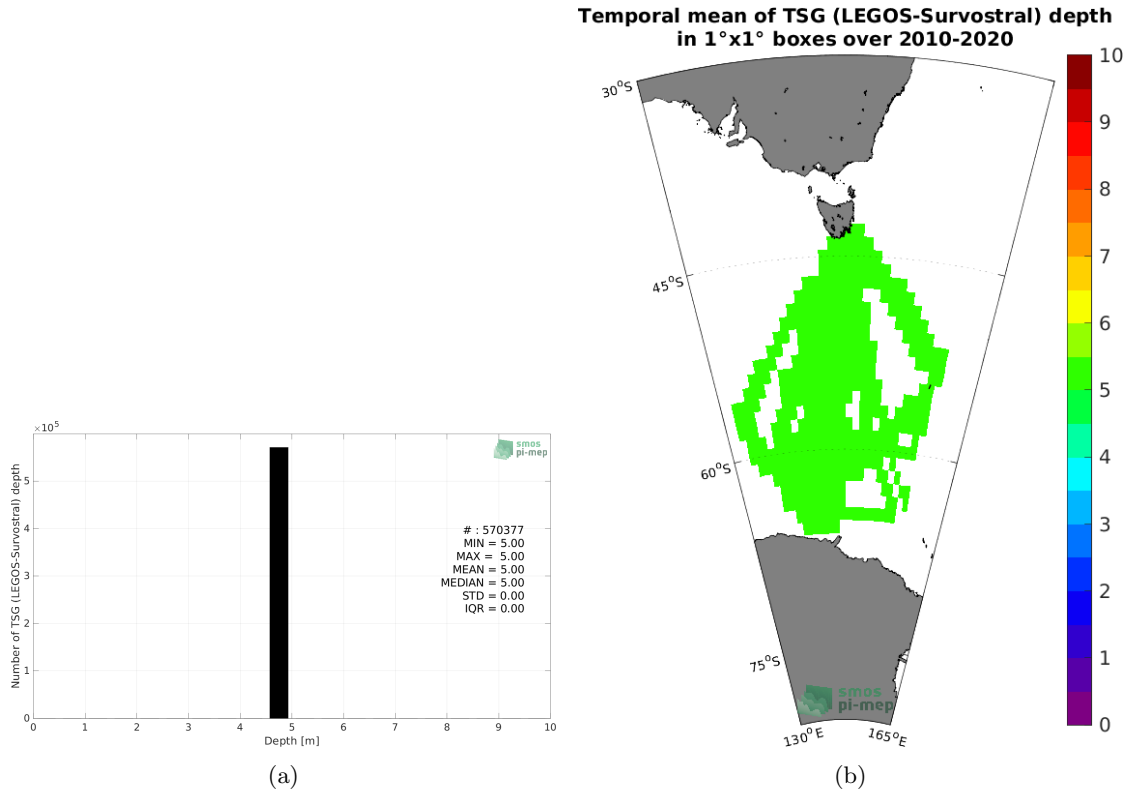 ×10⁵
Number of TSG (LEGOS-Survostral) depth
5
4
3
2
1
0
0 1 2 3 4 5 6 7 8 9 10
Depth [m]
smos
pi-mep
# : 570377
MIN = 5.00
MAX = 5.00
MEAN = 5.00
MEDIAN = 5.00
STD = 0.00
IQR = 0.00
(a)
Temporal mean of TSG (LEGOS-Survostral) depth
in 1°x1° boxes over 2010-2020
30°S
45°S
60°S
75°S
130°E
165°E
smos
pi-mep
10
9
8
7
6
5
4
3
2
1
0
(b)